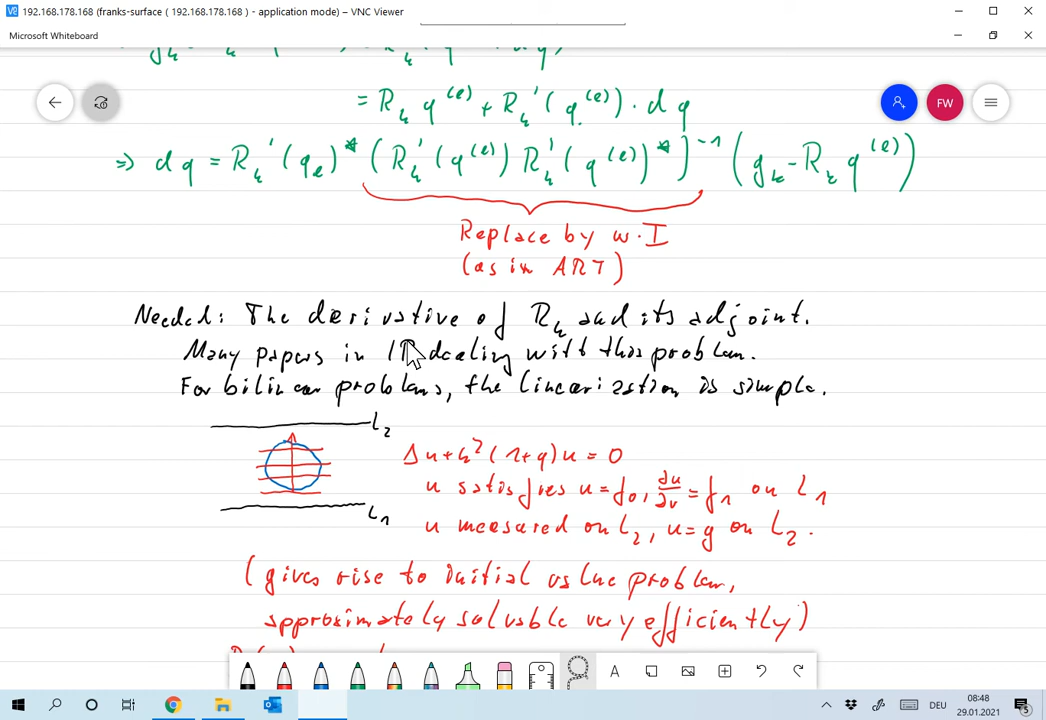 192.168.178.168 (franks-surface ( 192.168.178.168 ) - application mode) – VNC Viewer
Microsoft Whiteboard
FW
= R_k q^(e) + R_k'(q^(e)) · dq
=> dq = R_k'(q_e)* (R_k'(q^(e)) R_k'(q^(e))*)^-1 (g_k - R_k q^(e))
Replace by w·I
(as in ART)
Needed: The derivative of R_k and its adjoint.
Many papers in IP dealing with this problem.
For bilinear problems, the linearization is simple.
L_2
Δu + k²(1+q)u = 0
u satisfies u = f_0, ∂u/∂ν = f_1 on L_1
L_1
u measured on L_2, u = g on L_2.
(gives rise to initial value problem,
approximately solvable very efficiently)
A
DEU
08:48
29.01.2021
5